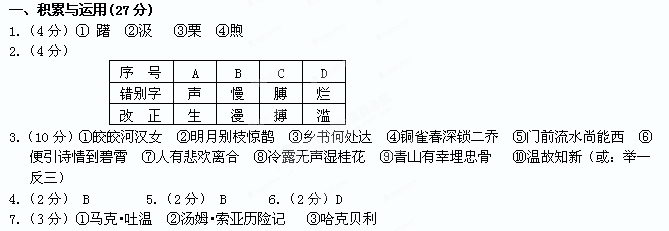 一、积累与运用(27分)
1.（4分）① 躇 ②汲 ③栗 ④煦
2.（4分）
序 号 A B C D
错别字 声 慢 膊 烂
改 正 生 漫 搏 滥
3.（10分）①皎皎河汉女 ②明月别枝惊鹊 ③乡书何处达 ④铜雀春深锁二乔 ⑤门前流水尚能西 ⑥
便引诗情到碧霄 ⑦人有悲欢离合 ⑧冷露无声湿桂花 ⑨青山有幸埋忠骨 ⑩温故知新（或：举一
反三）
4.（2分） B 5.（2分） B 6.（2分）D
7.（3分）①马克•吐温 ②汤姆•索亚历险记 ③哈克贝利